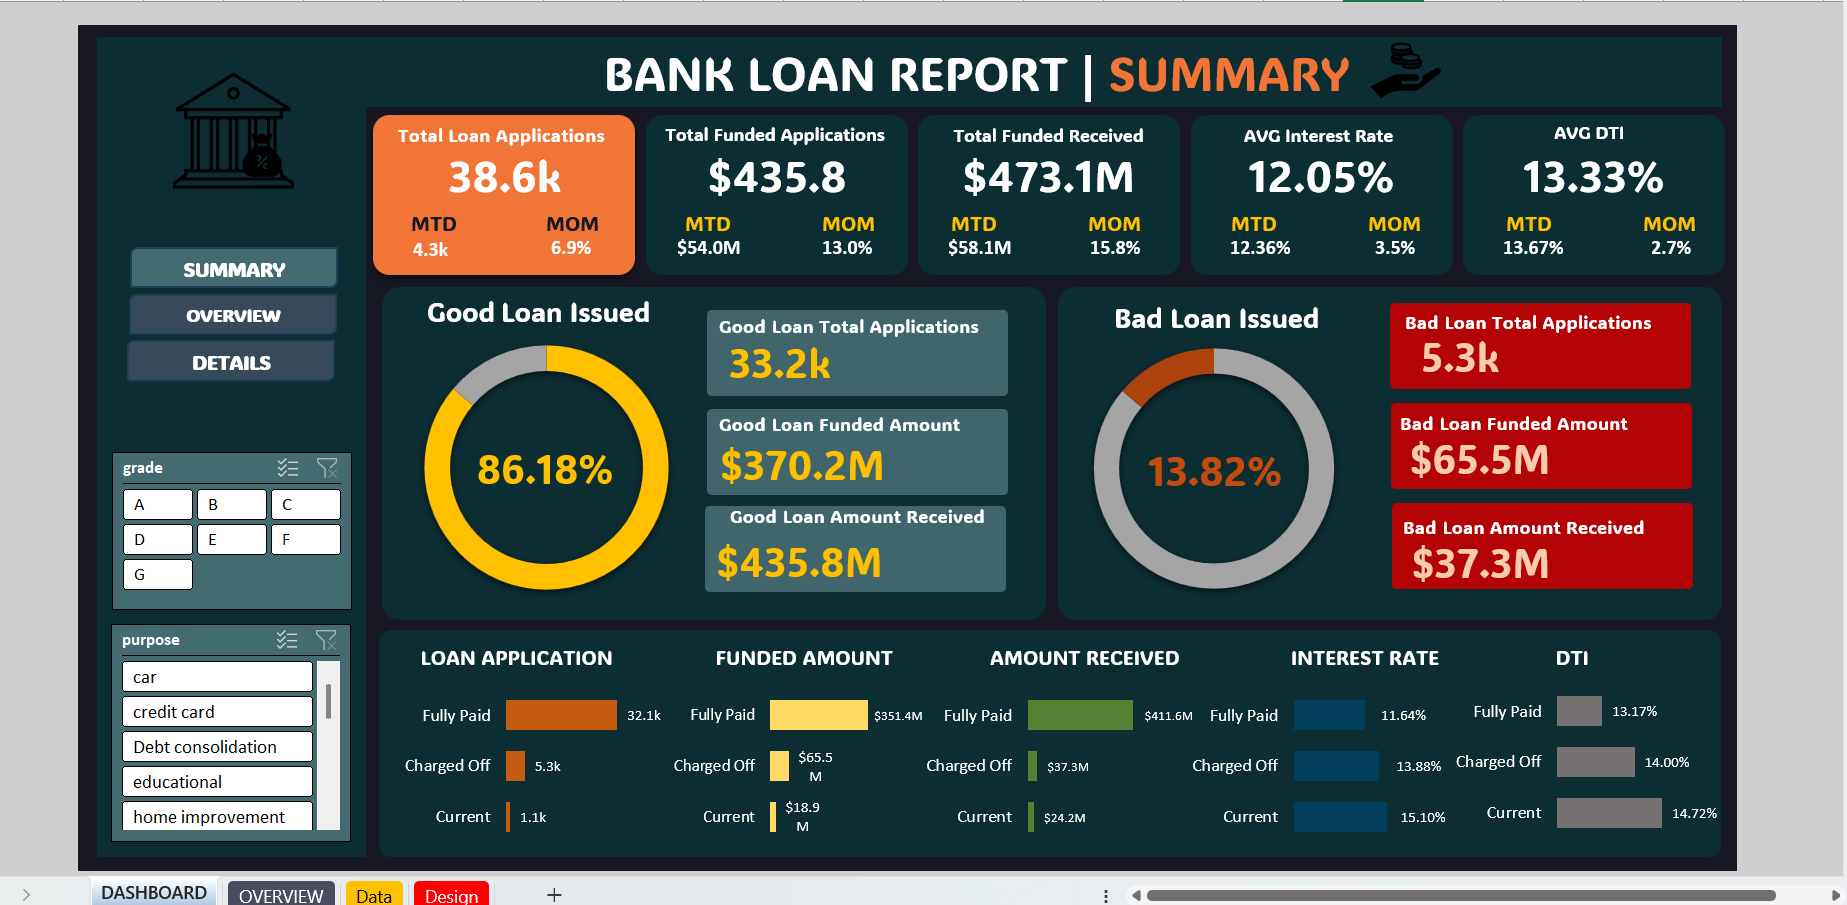 BANK LOAN REPORT | SUMMARY
Total Loan Applications
38.6k
MTD MOM
4.3k 6.9%
Total Funded Applications
$435.8
MTD MOM
$54.0M 13.0%
Total Funded Received
$473.1M
MTD MOM
$58.1M 15.8%
AVG Interest Rate
12.05%
MTD MOM
12.36% 3.5%
AVG DTI
13.33%
MTD MOM
13.67% 2.7%
SUMMARY
OVERVIEW
DETAILS
grade
A B C
D E F
G
purpose
car
credit card
Debt consolidation
educational
home improvement
Good Loan Issued
86.18%
Good Loan Total Applications
33.2k
Good Loan Funded Amount
$370.2M
Good Loan Amount Received
$435.8M
Bad Loan Issued
13.82%
Bad Loan Total Applications
5.3k
Bad Loan Funded Amount
$65.5M
Bad Loan Amount Received
$37.3M
LOAN APPLICATION
Fully Paid 32.1k
Charged Off 5.3k
Current 1.1k
FUNDED AMOUNT
Fully Paid $351.4M
Charged Off $65.5
M
Current $18.9
M
AMOUNT RECEIVED
Fully Paid $411.6M
Charged Off $37.3M
Current $24.2M
INTEREST RATE
Fully Paid 11.64%
Charged Off 13.88%
Current 15.10%
DTI
Fully Paid 13.17%
Charged Off 14.00%
Current 14.72%
DASHBOARD OVERVIEW Data Design